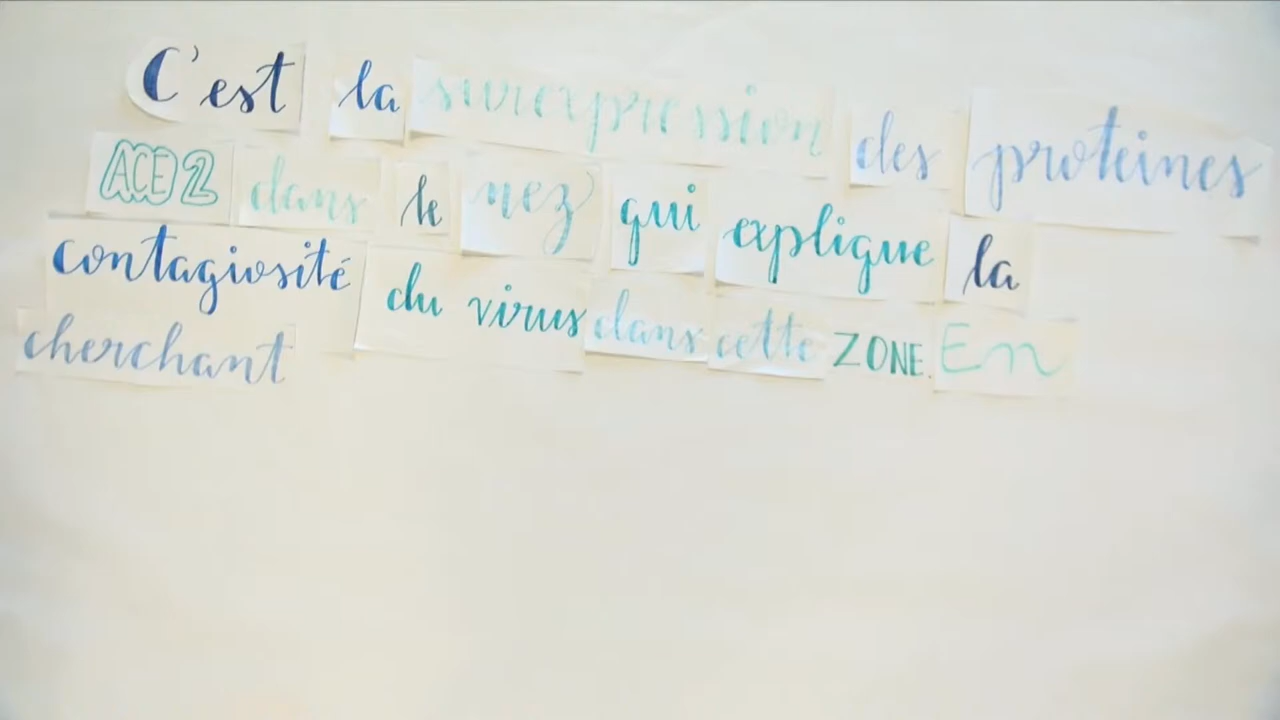 C'est la surexpression des proteines
ACE2 dans le nez qui explique la
contagiosité du virus dans cette ZONE. En
cherchant